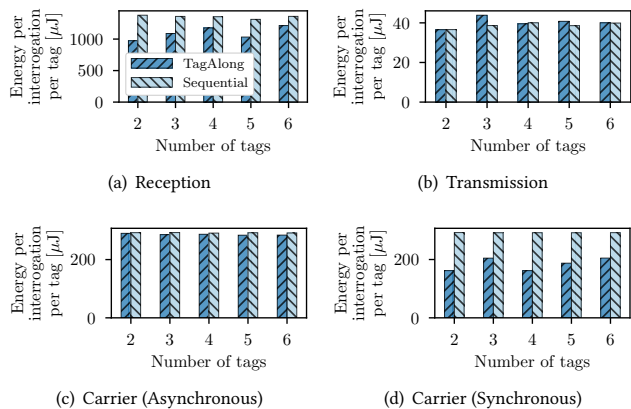 Energy per
interrogation
per tag [μJ]
1000
500
0
TagAlong
Sequential
2 3 4 5 6
Number of tags
(a) Reception
Energy per
interrogation
per tag [μJ]
40
20
0
2 3 4 5 6
Number of tags
(b) Transmission
Energy per
interrogation
per tag [μJ]
200
0
2 3 4 5 6
Number of tags
(c) Carrier (Asynchronous)
Energy per
interrogation
per tag [μJ]
200
0
2 3 4 5 6
Number of tags
(d) Carrier (Synchronous)